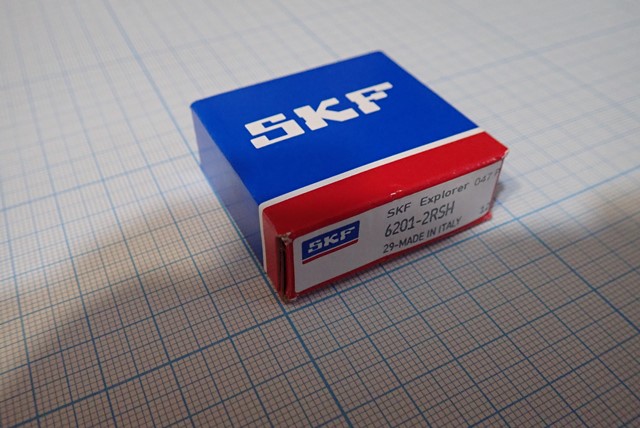 SKF
SKF Explorer
SKF
6201-2RSH
29-MADE IN ITALY